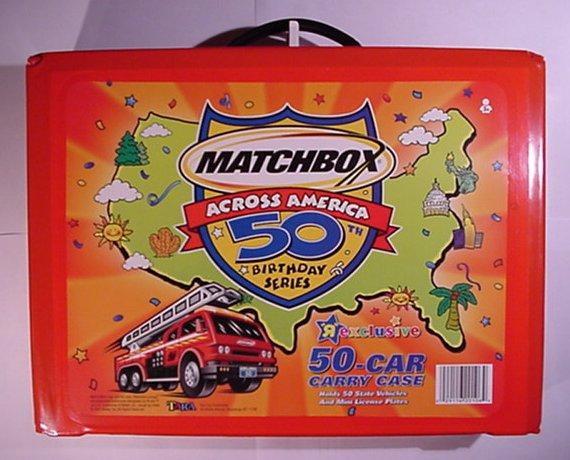 MATCHBOX
ACROSS AMERICA
50TH
BIRTHDAY
SERIES
R exclusive
50-CAR
CARRY CASE
Holds 50 State Vehicles
And Mini License Plates
TARA